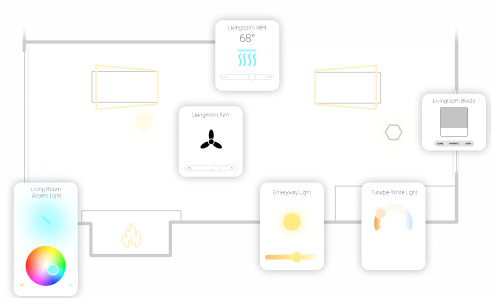 Livingroom Vent
68°
Livingroom Blinds
Livingroom Fan
Living Room
Accent Light
Entryway Light
Tunable White Light